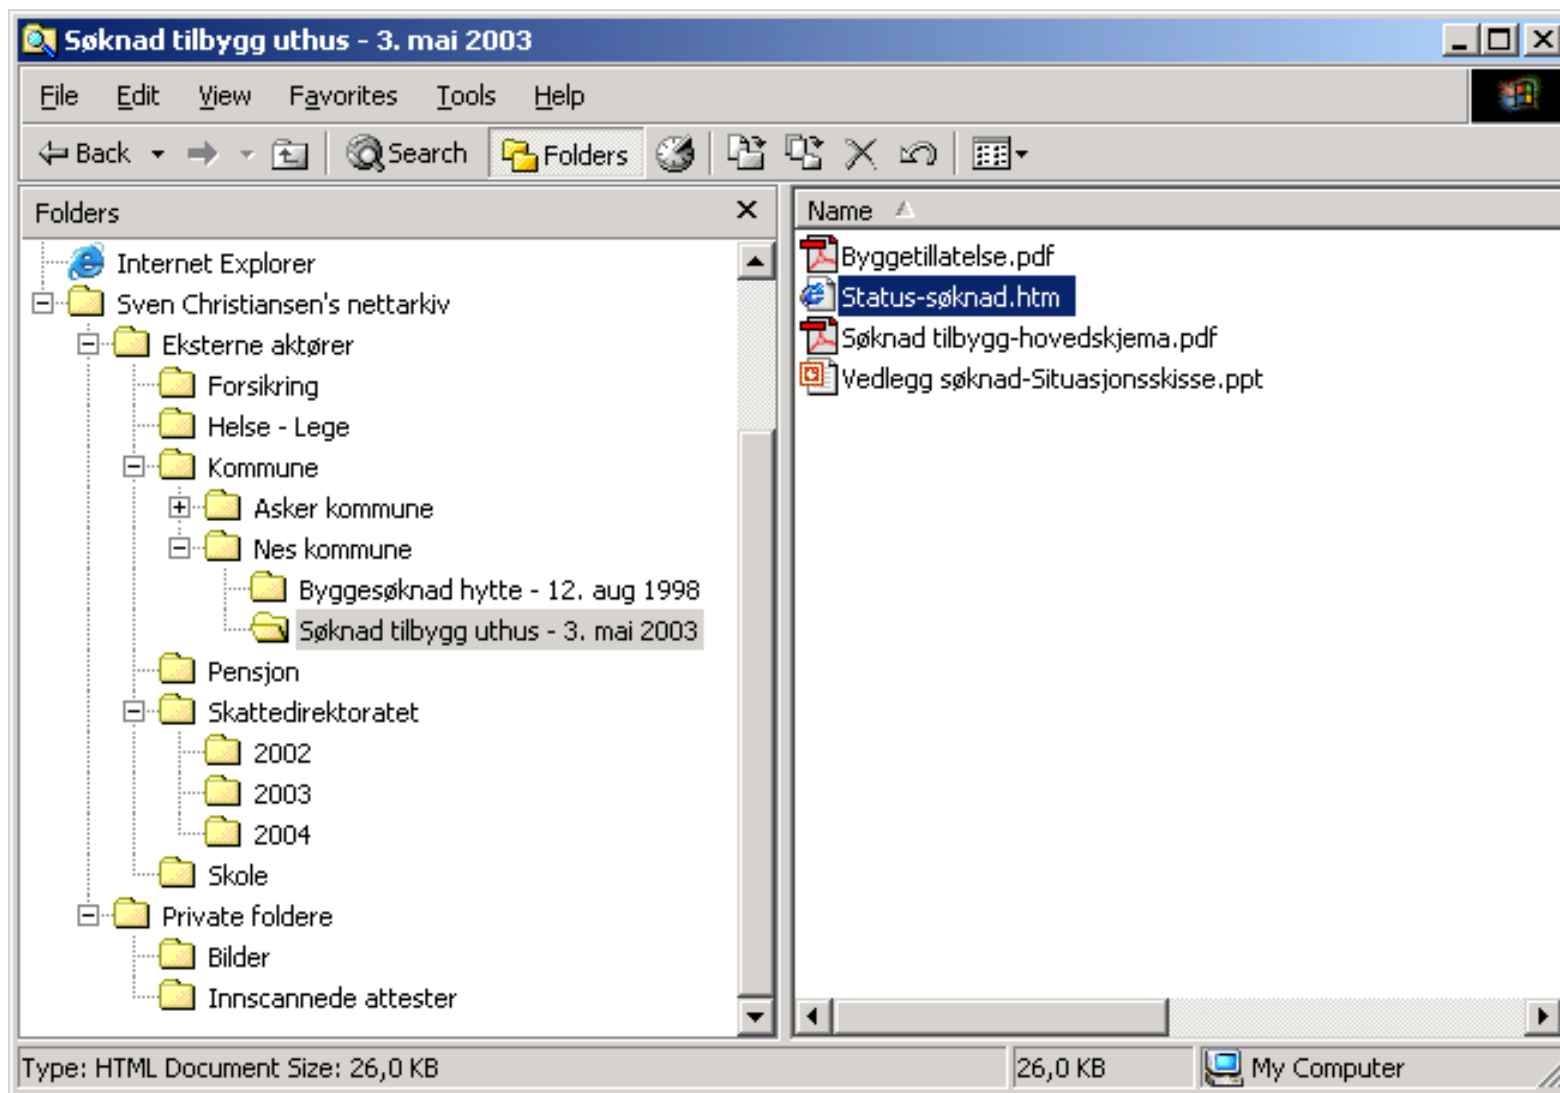 Søknad tilbygg uthus - 3. mai 2003
File Edit View Favorites Tools Help
Back Search Folders
Folders
Name
Internet Explorer
Sven Christiansen's nettarkiv
Eksterne aktører
Forsikring
Helse - Lege
Kommune
Asker kommune
Nes kommune
Byggesøknad hytte - 12. aug 1998
Søknad tilbygg uthus - 3. mai 2003
Pensjon
Skattedirektoratet
2002
2003
2004
Skole
Private foldere
Bilder
Innscannede attester
Byggetillatelse.pdf
Status-søknad.htm
Søknad tilbygg-hovedskjema.pdf
Vedlegg søknad-Situasjonsskisse.ppt
Type: HTML Document Size: 26,0 KB 26,0 KB My Computer